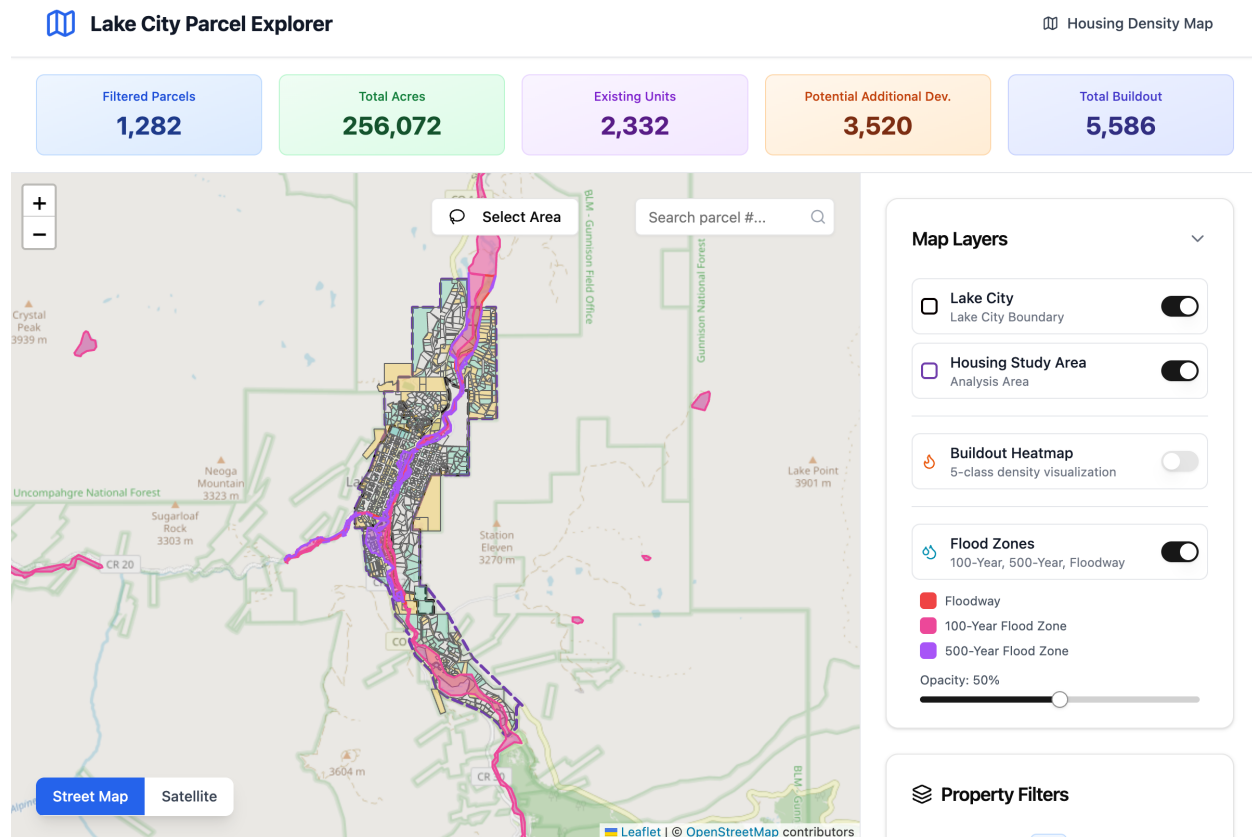 Lake City Parcel Explorer
Housing Density Map
Filtered Parcels
1,282
Total Acres
256,072
Existing Units
2,332
Potential Additional Dev.
3,520
Total Buildout
5,586
+
−
Select Area
Search parcel #...
BLM - Gunnison Field Office
Gunnison National Forest
Crystal
Peak
3939 m
Neoga
Mountain
3323 m
Uncompahgre National Forest
Sugarloaf
Rock
3303 m
CR 20
Station
Eleven
3270 m
Lake Point
3901 m
3604 m
CR 30
Street Map
Satellite
Leaflet | © OpenStreetMap contributors
Map Layers
Lake City
Lake City Boundary
Housing Study Area
Analysis Area
Buildout Heatmap
5-class density visualization
Flood Zones
100-Year, 500-Year, Floodway
Floodway
100-Year Flood Zone
500-Year Flood Zone
Opacity: 50%
Property Filters